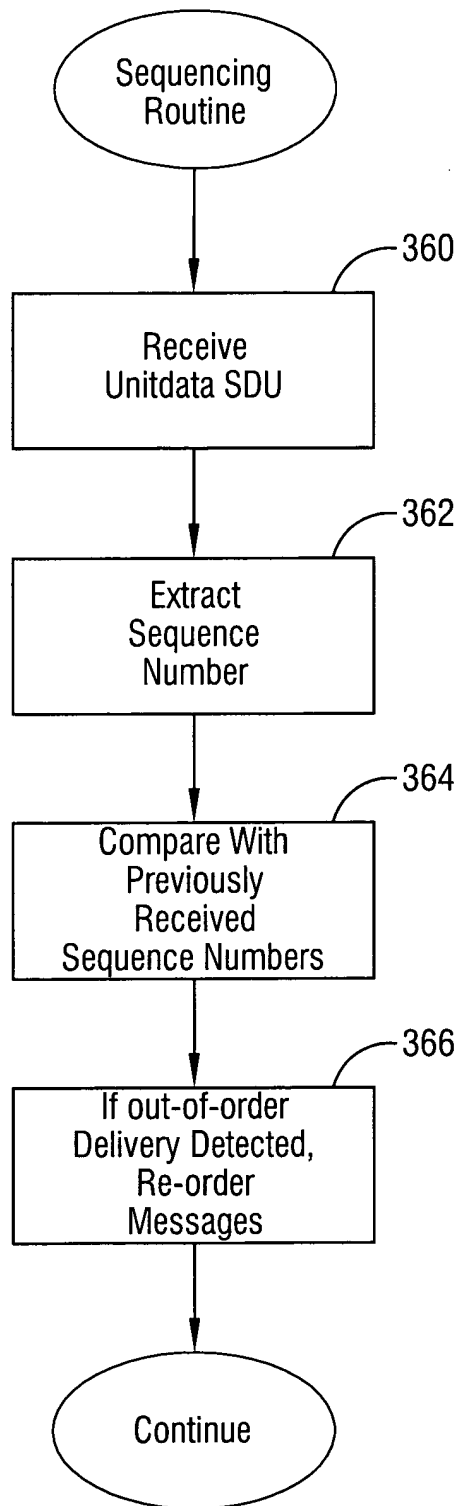 Sequencing
Routine
360
Receive
Unitdata SDU
362
Extract
Sequence
Number
364
Compare With
Previously
Received
Sequence Numbers
366
If out-of-order
Delivery Detected,
Re-order
Messages
Continue